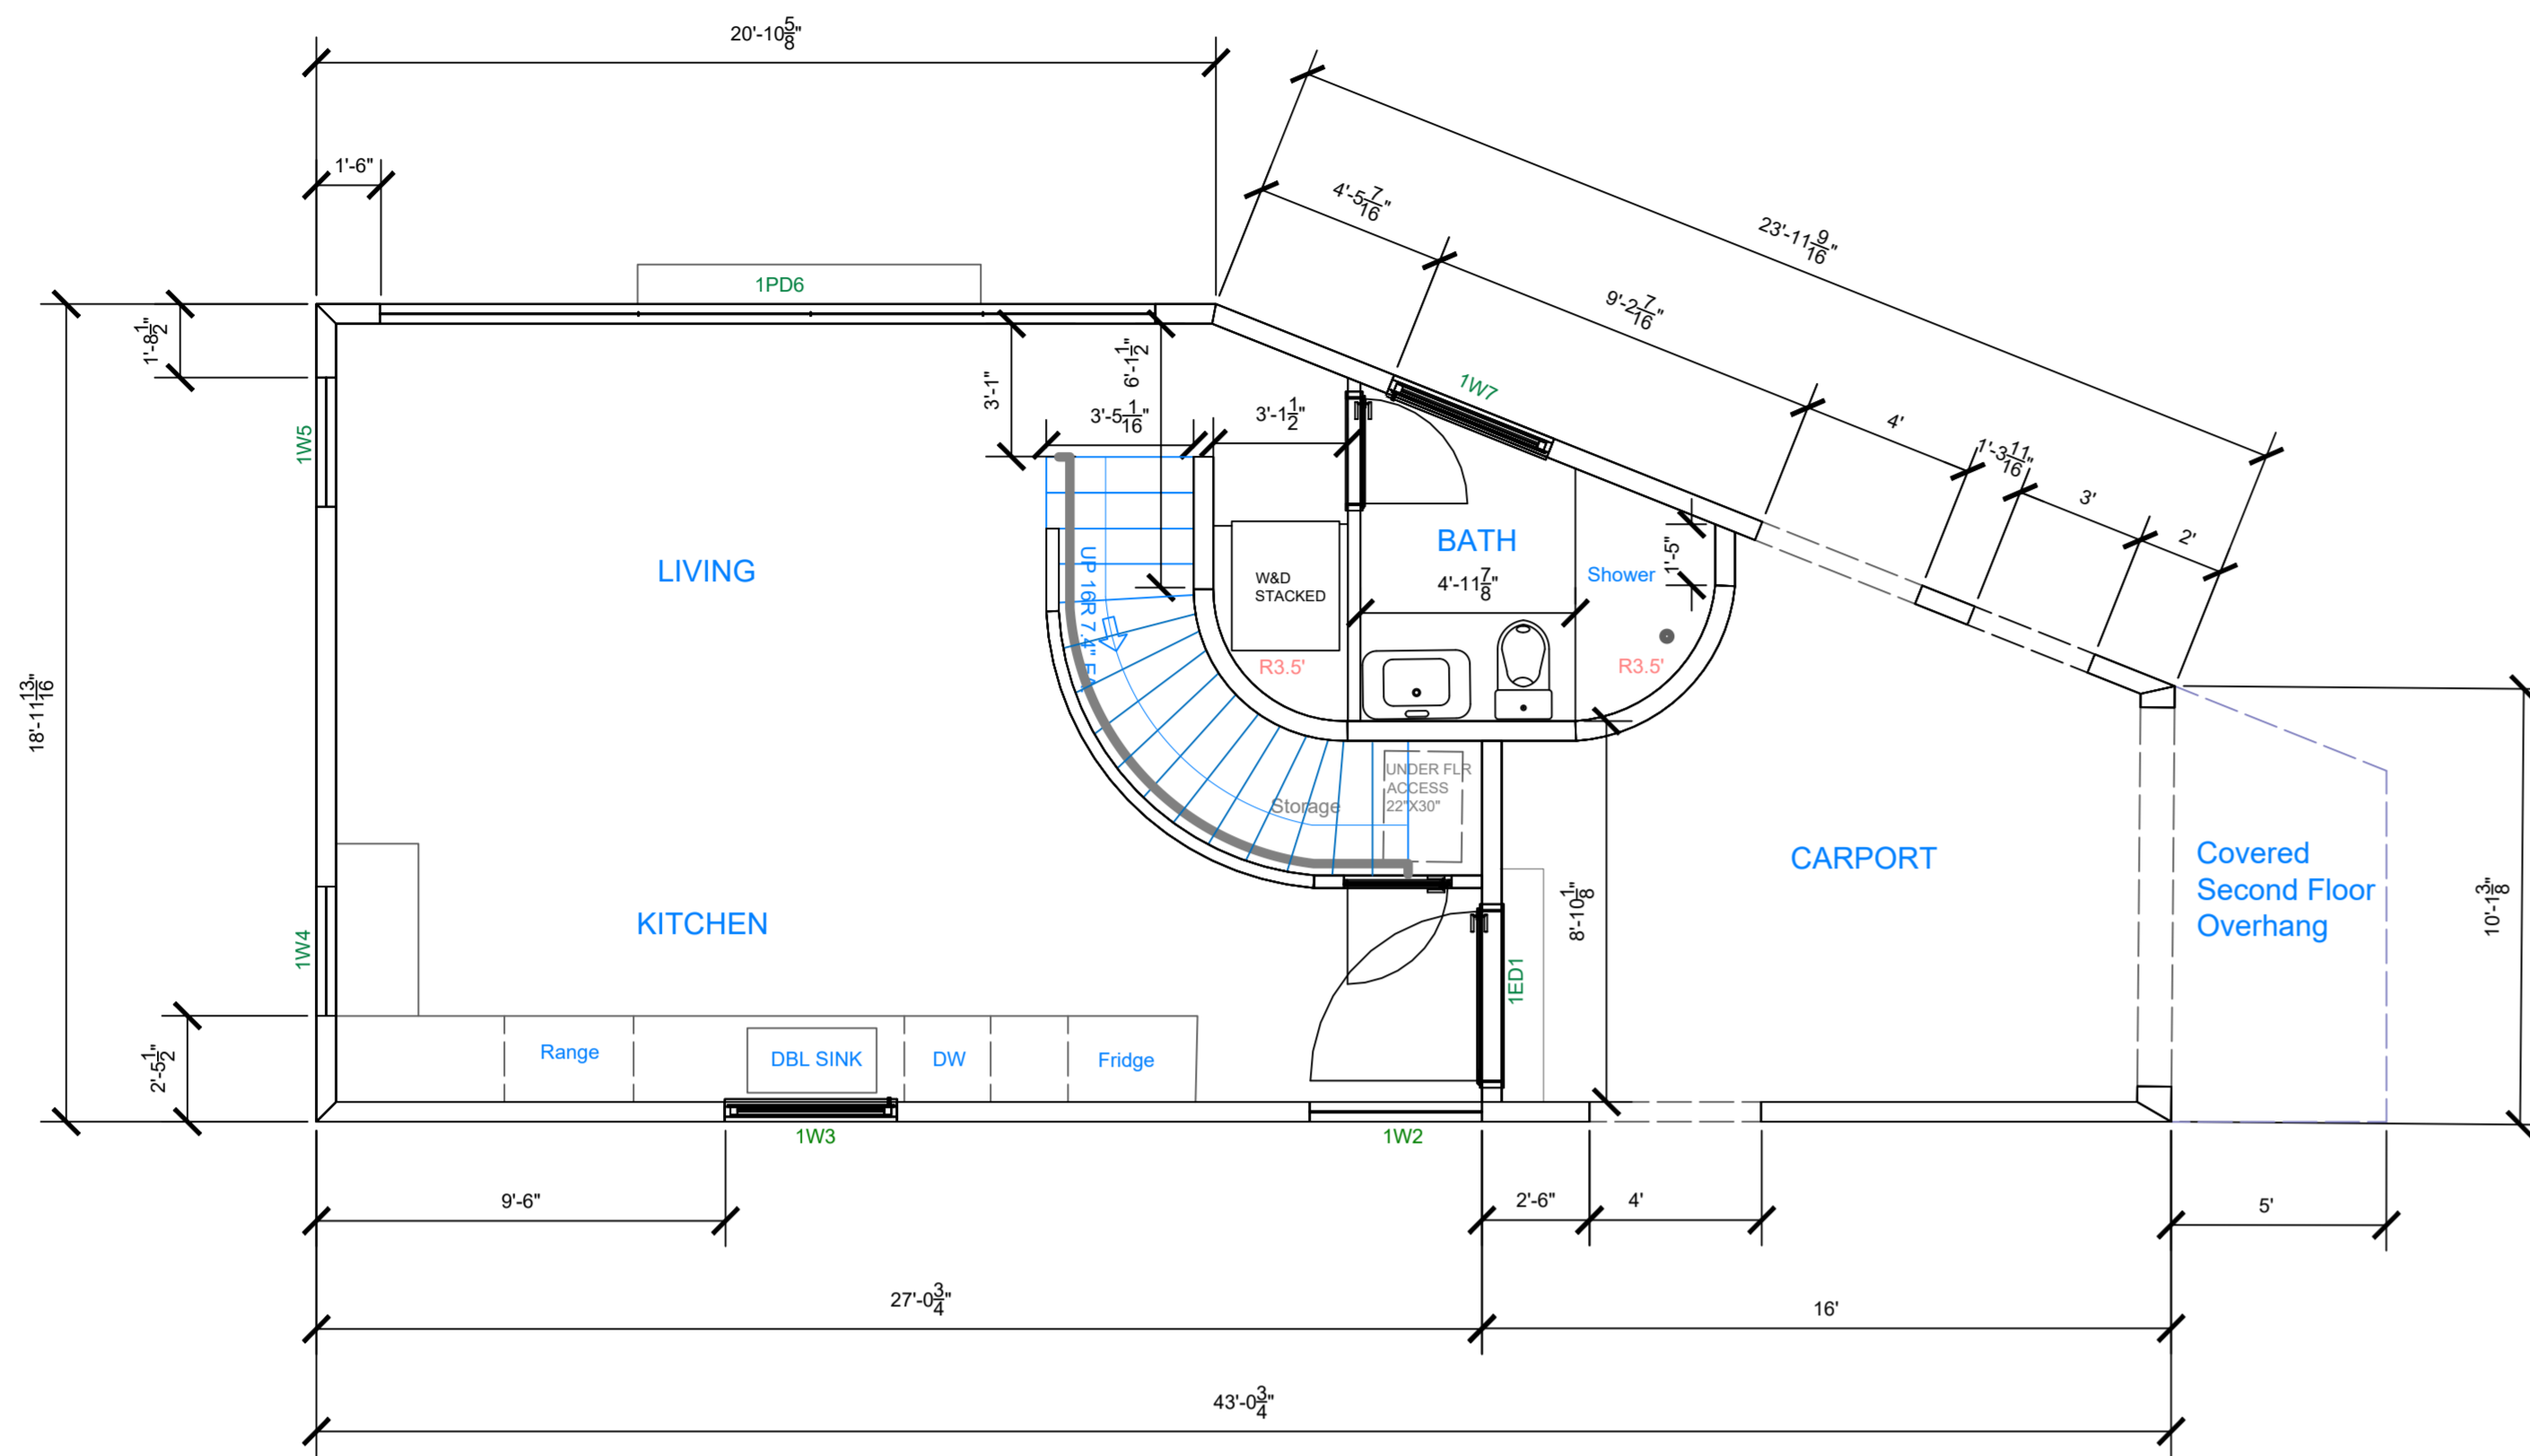 20'-10 5/8"
1'-6"
4'-5 7/16"
23'-11 9/16"
1PD6
9'-2 7/16"
1'-8 1/2"
6'-1 1/2"
3'-1"
1W7
4'
3'-5 1/16"
3'-1 1/2"
1W5
1'-3 11/16"
3'
2'
LIVING
BATH
W&D
STACKED
4'-11 7/8"
Shower
1'-5"
UP 16R 7.4" EA
R3.5'
R3.5'
18'-11 13/16"
UNDER FLR
ACCESS
22"X30"
Storage
CARPORT
Covered
Second Floor
Overhang
KITCHEN
8'-10 1/8"
10'-1 3/8"
1W4
1ED1
2'-5 1/2"
Range
DBL SINK
DW
Fridge
1W3
1W2
9'-6"
2'-6"
4'
5'
27'-0 3/4"
16'
43'-0 3/4"